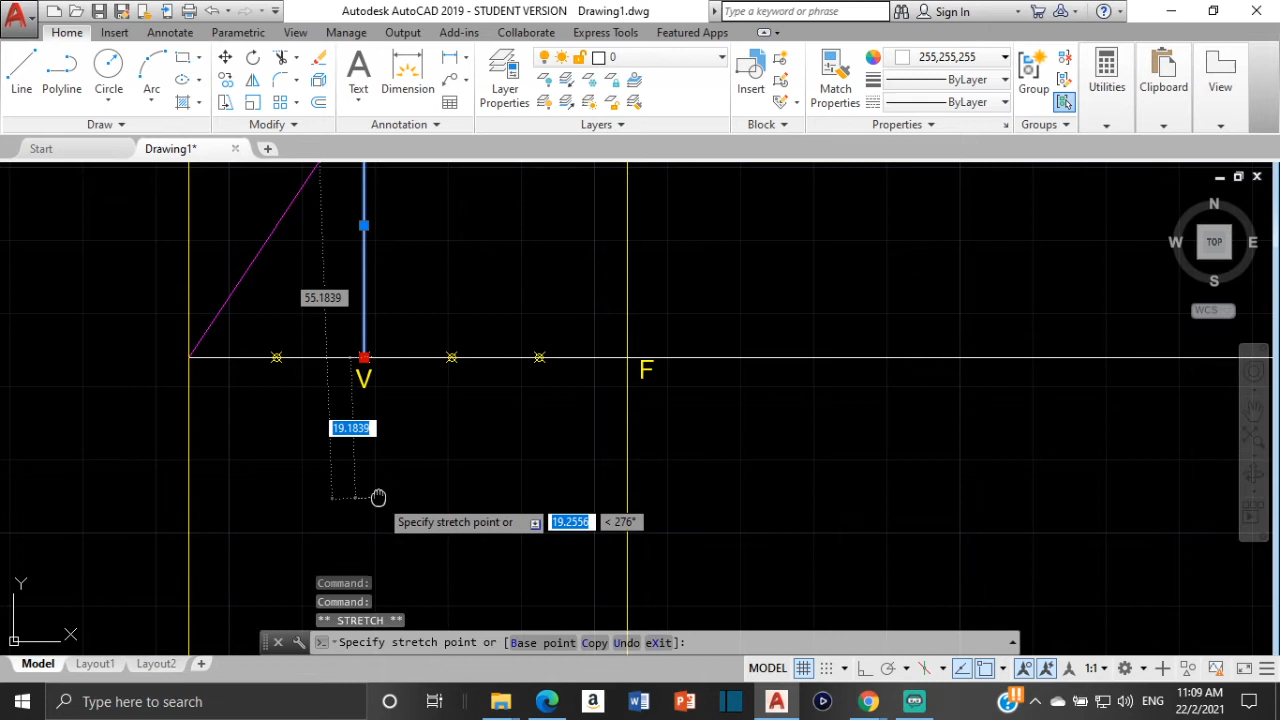 Autodesk AutoCAD 2019 - STUDENT VERSION Drawing1.dwg
Type a keyword or phrase
Sign In
Home Insert Annotate Parametric View Manage Output Add-ins Collaborate Express Tools Featured Apps
Line Polyline Circle Arc
Text Dimension
Layer Properties
0
Insert
Match Properties
255,255,255
ByLayer
ByLayer
Group
Utilities
Clipboard
View
Draw Modify Annotation Layers Block Properties Groups
Start Drawing1*
N
W TOP E
S
WCS
55.1839
V
F
19.1839
Specify stretch point or 19.2556 < 276°
Command:
Command:
** STRETCH **
Specify stretch point or [Base point Copy Undo eXit]:
Y
X
Model Layout1 Layout2
MODEL
1:1
Type here to search
ENG
11:09 AM
22/2/2021